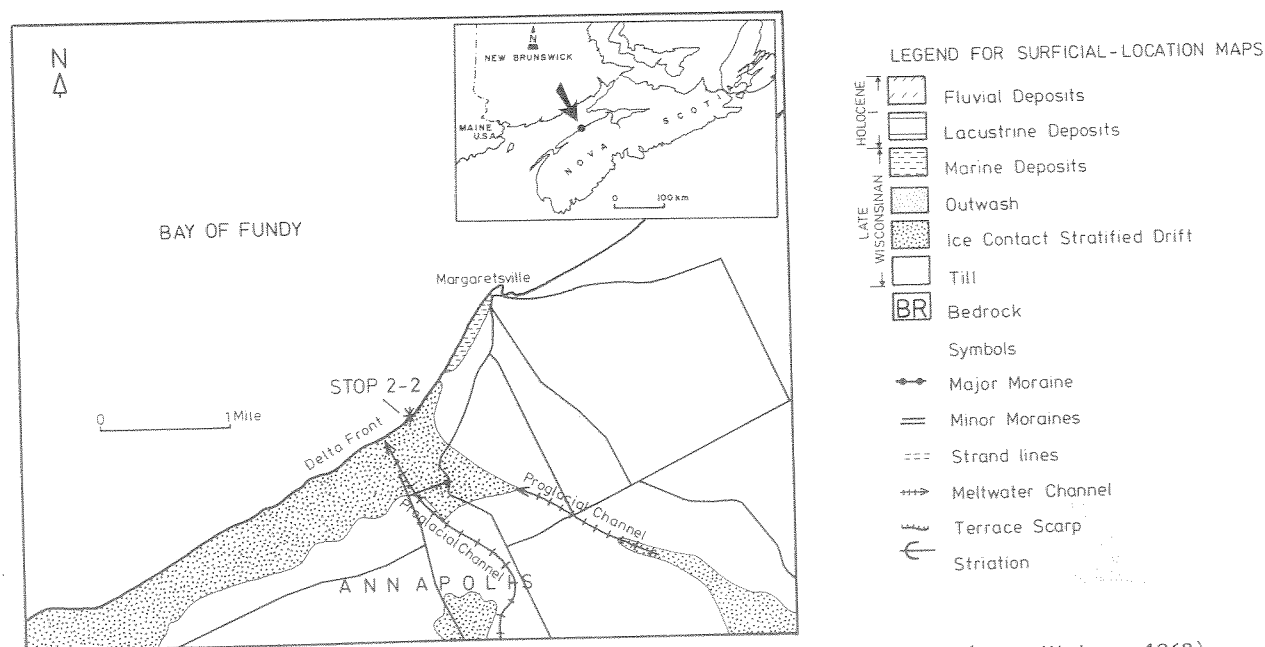 N
N
NEW BRUNSWICK
MAINE
U.S.A.
NOVA SCOTIA
0 100 km
BAY OF FUNDY
Margaretsville
STOP 2-2
0 1 Mile
Delta Front
Proglacial Channel
Proglacial Channel
ANNAPOLIS
LEGEND FOR SURFICIAL-LOCATION MAPS
HOLOCENE
Fluvial Deposits
Lacustrine Deposits
LATE
WISCONSINAN
Marine Deposits
Outwash
Ice Contact Stratified Drift
Till
BR Bedrock
Symbols
Major Moraine
Minor Moraines
Strand lines
Meltwater Channel
Terrace Scarp
Striation